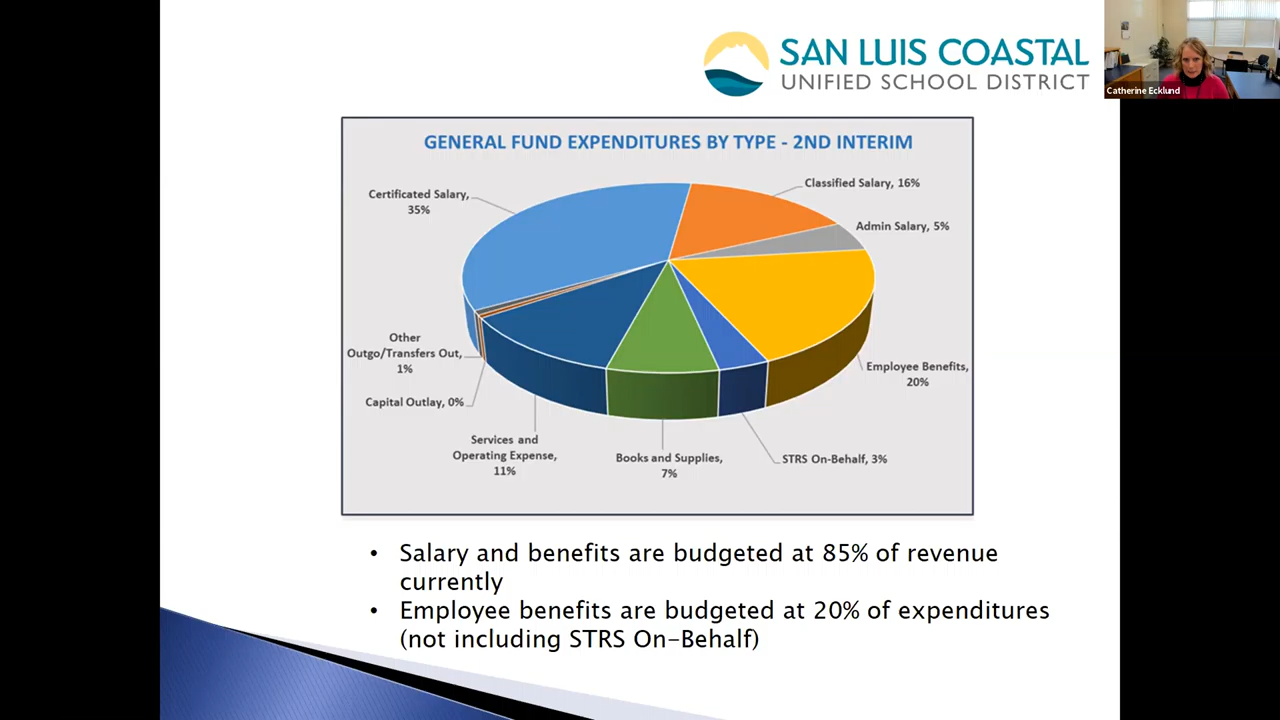 SAN LUIS COASTAL
UNIFIED SCHOOL DISTRICT
Catherine Ecklund
GENERAL FUND EXPENDITURES BY TYPE - 2ND INTERIM
Certificated Salary,
35%
Classified Salary, 16%
Admin Salary, 5%
Other
Outgo/Transfers Out,
1%
Employee Benefits,
20%
Capital Outlay, 0%
Services and
Operating Expense,
11%
Books and Supplies,
7%
STRS On-Behalf, 3%
• Salary and benefits are budgeted at 85% of revenue
currently
• Employee benefits are budgeted at 20% of expenditures
(not including STRS On-Behalf)